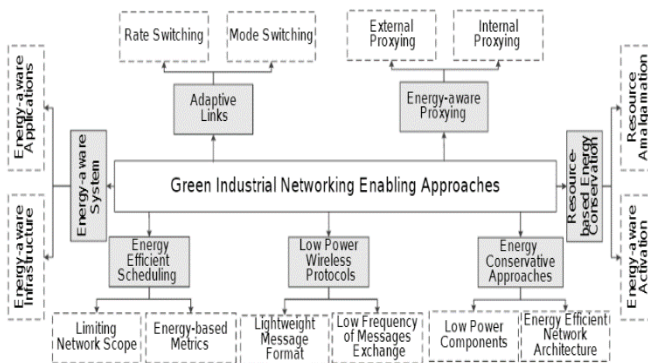 Rate Switching
Mode Switching
External
Proxying
Internal
Proxying
Adaptive
Links
Energy-aware
Proxying
Energy-aware
Applications
Energy-aware
System
Energy-aware
Infrastructure
Green Industrial Networking Enabling Approaches
Resource-
based Energy
Conservation
Resource
Amalgamation
Energy-aware
Activation
Energy
Efficient
Scheduling
Low Power
Wireless
Protocols
Energy
Conservative
Approaches
Limiting
Network Scope
Energy-based
Metrics
Lightweight
Message
Format
Low Frequency
of Messages
Exchange
Low Power
Components
Energy Efficient
Network
Architecture